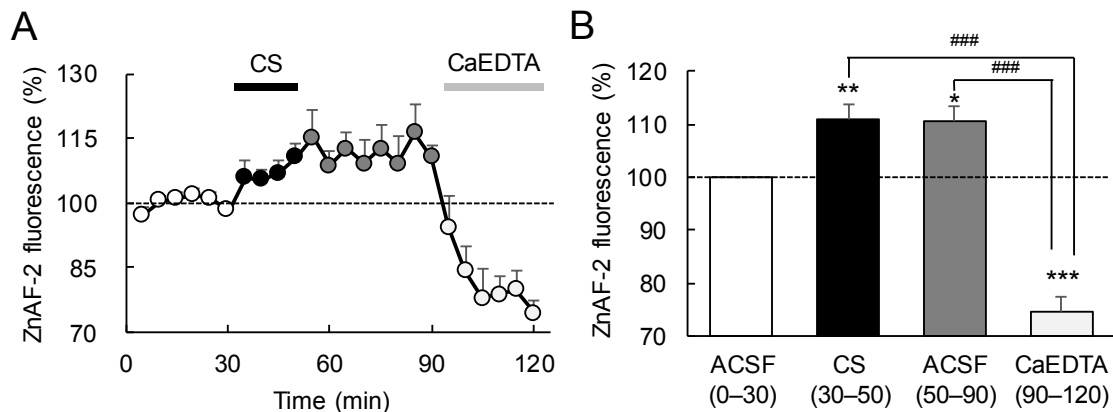 A
ZnAF-2 fluorescence (%)
130
115
100
85
70
CS
CaEDTA
0
30
60
90
120
Time (min)
B
ZnAF-2 fluorescence (%)
120
110
100
90
80
70
###
###
**
*
***
ACSF
(0–30)
CS
(30–50)
ACSF
(50–90)
CaEDTA
(90–120)